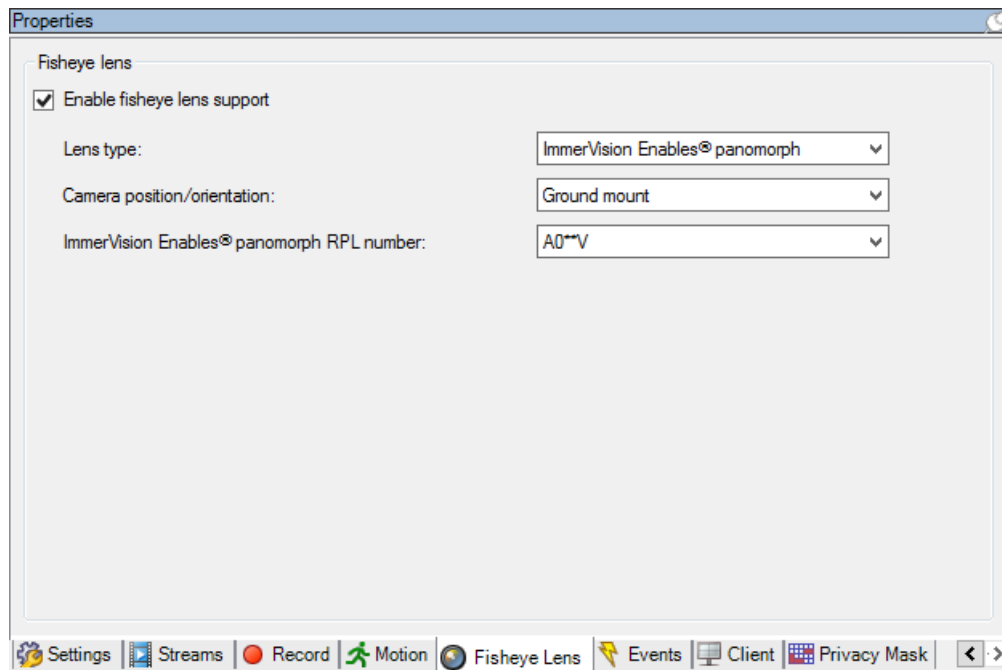 Properties
Fisheye lens
Enable fisheye lens support
Lens type: ImmerVision Enables® panomorph
Camera position/orientation: Ground mount
ImmerVision Enables® panomorph RPL number: A0**V
Settings Streams Record Motion Fisheye Lens Events Client Privacy Mask